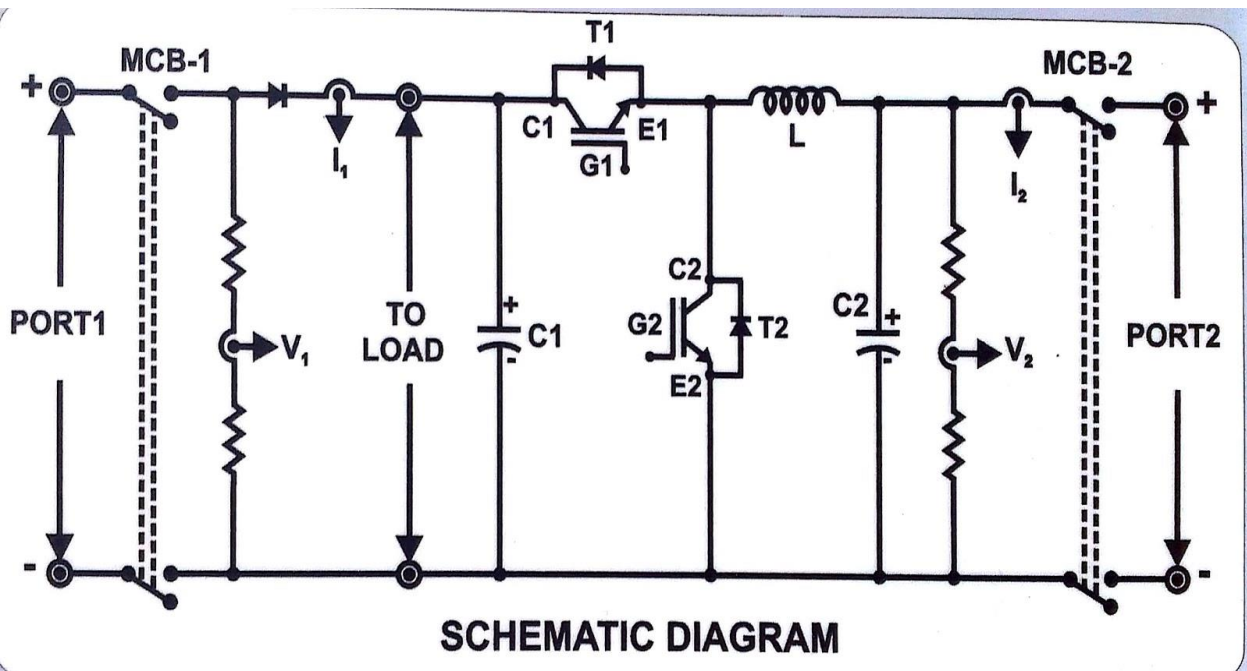 T1
MCB-1
MCB-2
+
+
C1
E1
G1
L
I₁
I₂
C2
PORT1
V₁
TO
LOAD
+
C1
-
G2
T2
E2
C2
+
-
V₂
PORT2
-
-
SCHEMATIC DIAGRAM